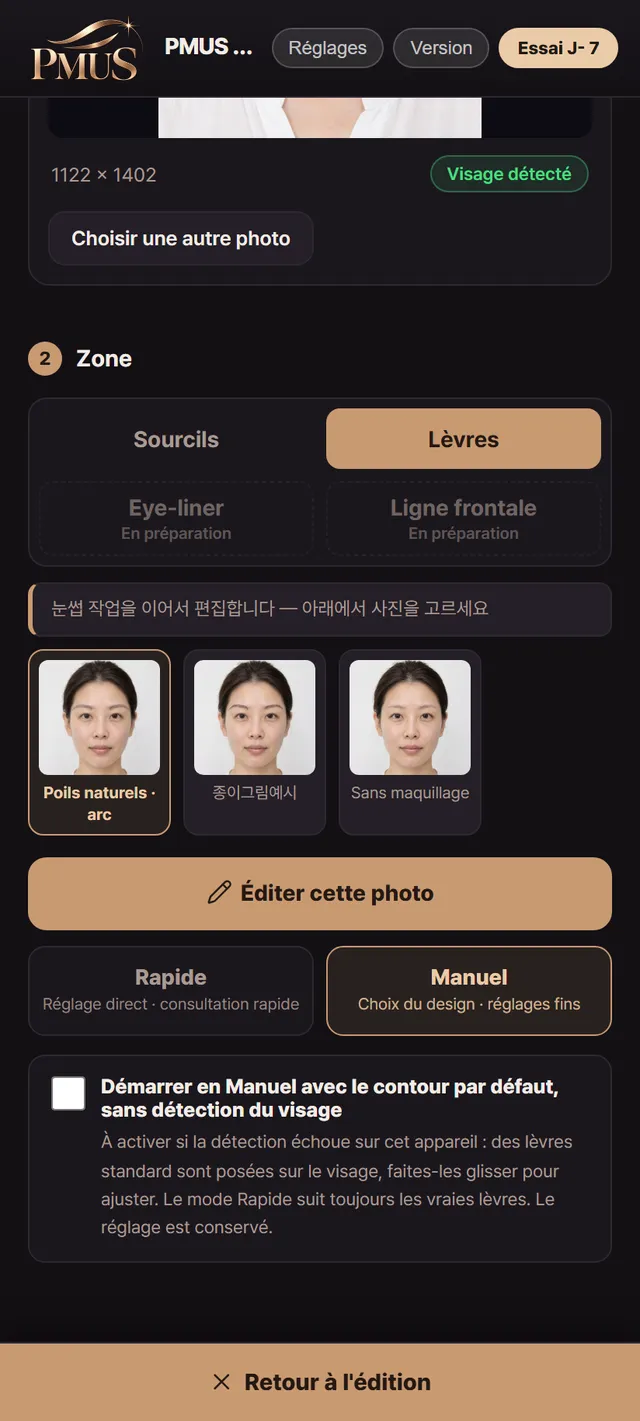 PMUS
PMUS ...
Réglages
Version
Essai J- 7
1122 × 1402
Visage détecté
Choisir une autre photo
2
Zone
Sourcils
Lèvres
Eye-liner
En préparation
Ligne frontale
En préparation
눈썹 작업을 이어서 편집합니다 — 아래에서 사진을 고르세요
Poils naturels ·
arc
종이그림예시
Sans maquillage
Éditer cette photo
Rapide
Réglage direct · consultation rapide
Manuel
Choix du design · réglages fins
Démarrer en Manuel avec le contour par défaut,
sans détection du visage
À activer si la détection échoue sur cet appareil : des lèvres
standard sont posées sur le visage, faites-les glisser pour
ajuster. Le mode Rapide suit toujours les vraies lèvres. Le
réglage est conservé.
Retour à l'édition